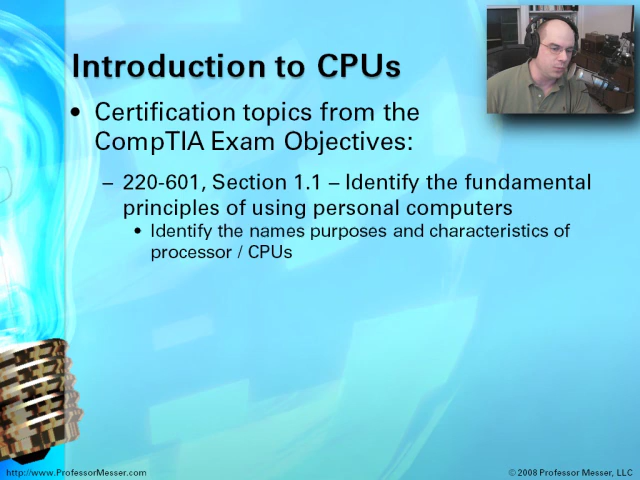 Introduction to CPUs
• Certification topics from the
CompTIA Exam Objectives:
– 220-601, Section 1.1 – Identify the fundamental
principles of using personal computers
• Identify the names purposes and characteristics of
processor / CPUs
http://www.ProfessorMesser.com
© 2008 Professor Messer, LLC